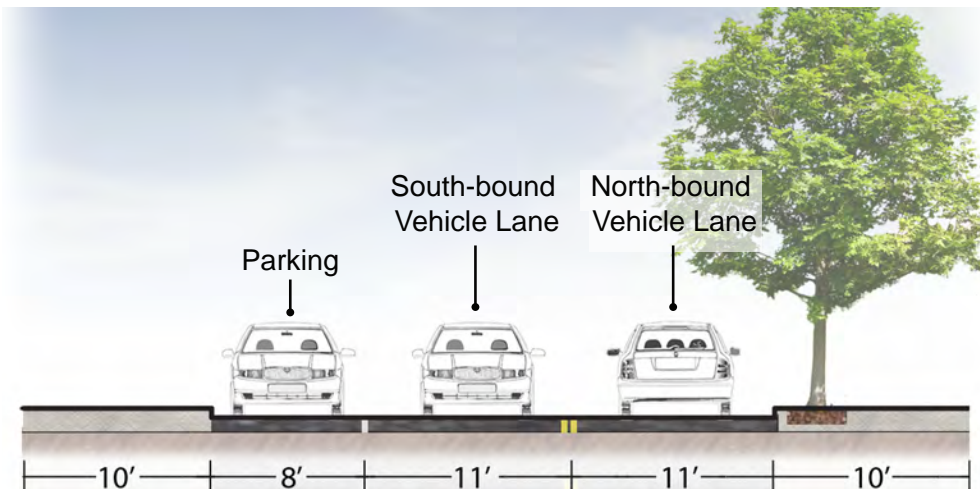 South-bound
Vehicle Lane
North-bound
Vehicle Lane
Parking
10′
8′
11′
11′
10′